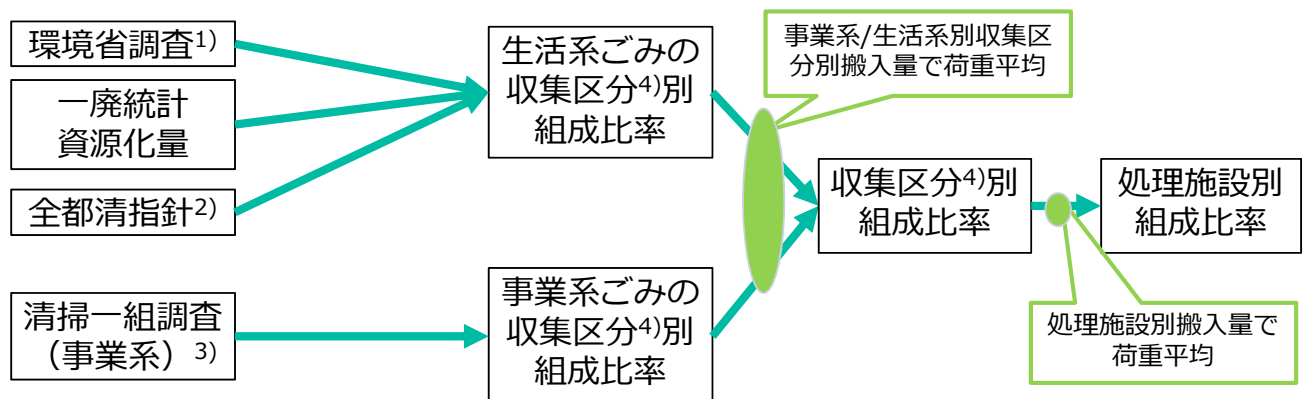 環境省調査1)
一廃統計
資源化量
全都清指針2)
清掃一組調査
（事業系）3)
生活系ごみの
収集区分4)別
組成比率
事業系ごみの
収集区分4)別
組成比率
事業系/生活系別収集区
分別搬入量で荷重平均
収集区分4)別
組成比率
処理施設別
組成比率
処理施設別搬入量で
荷重平均